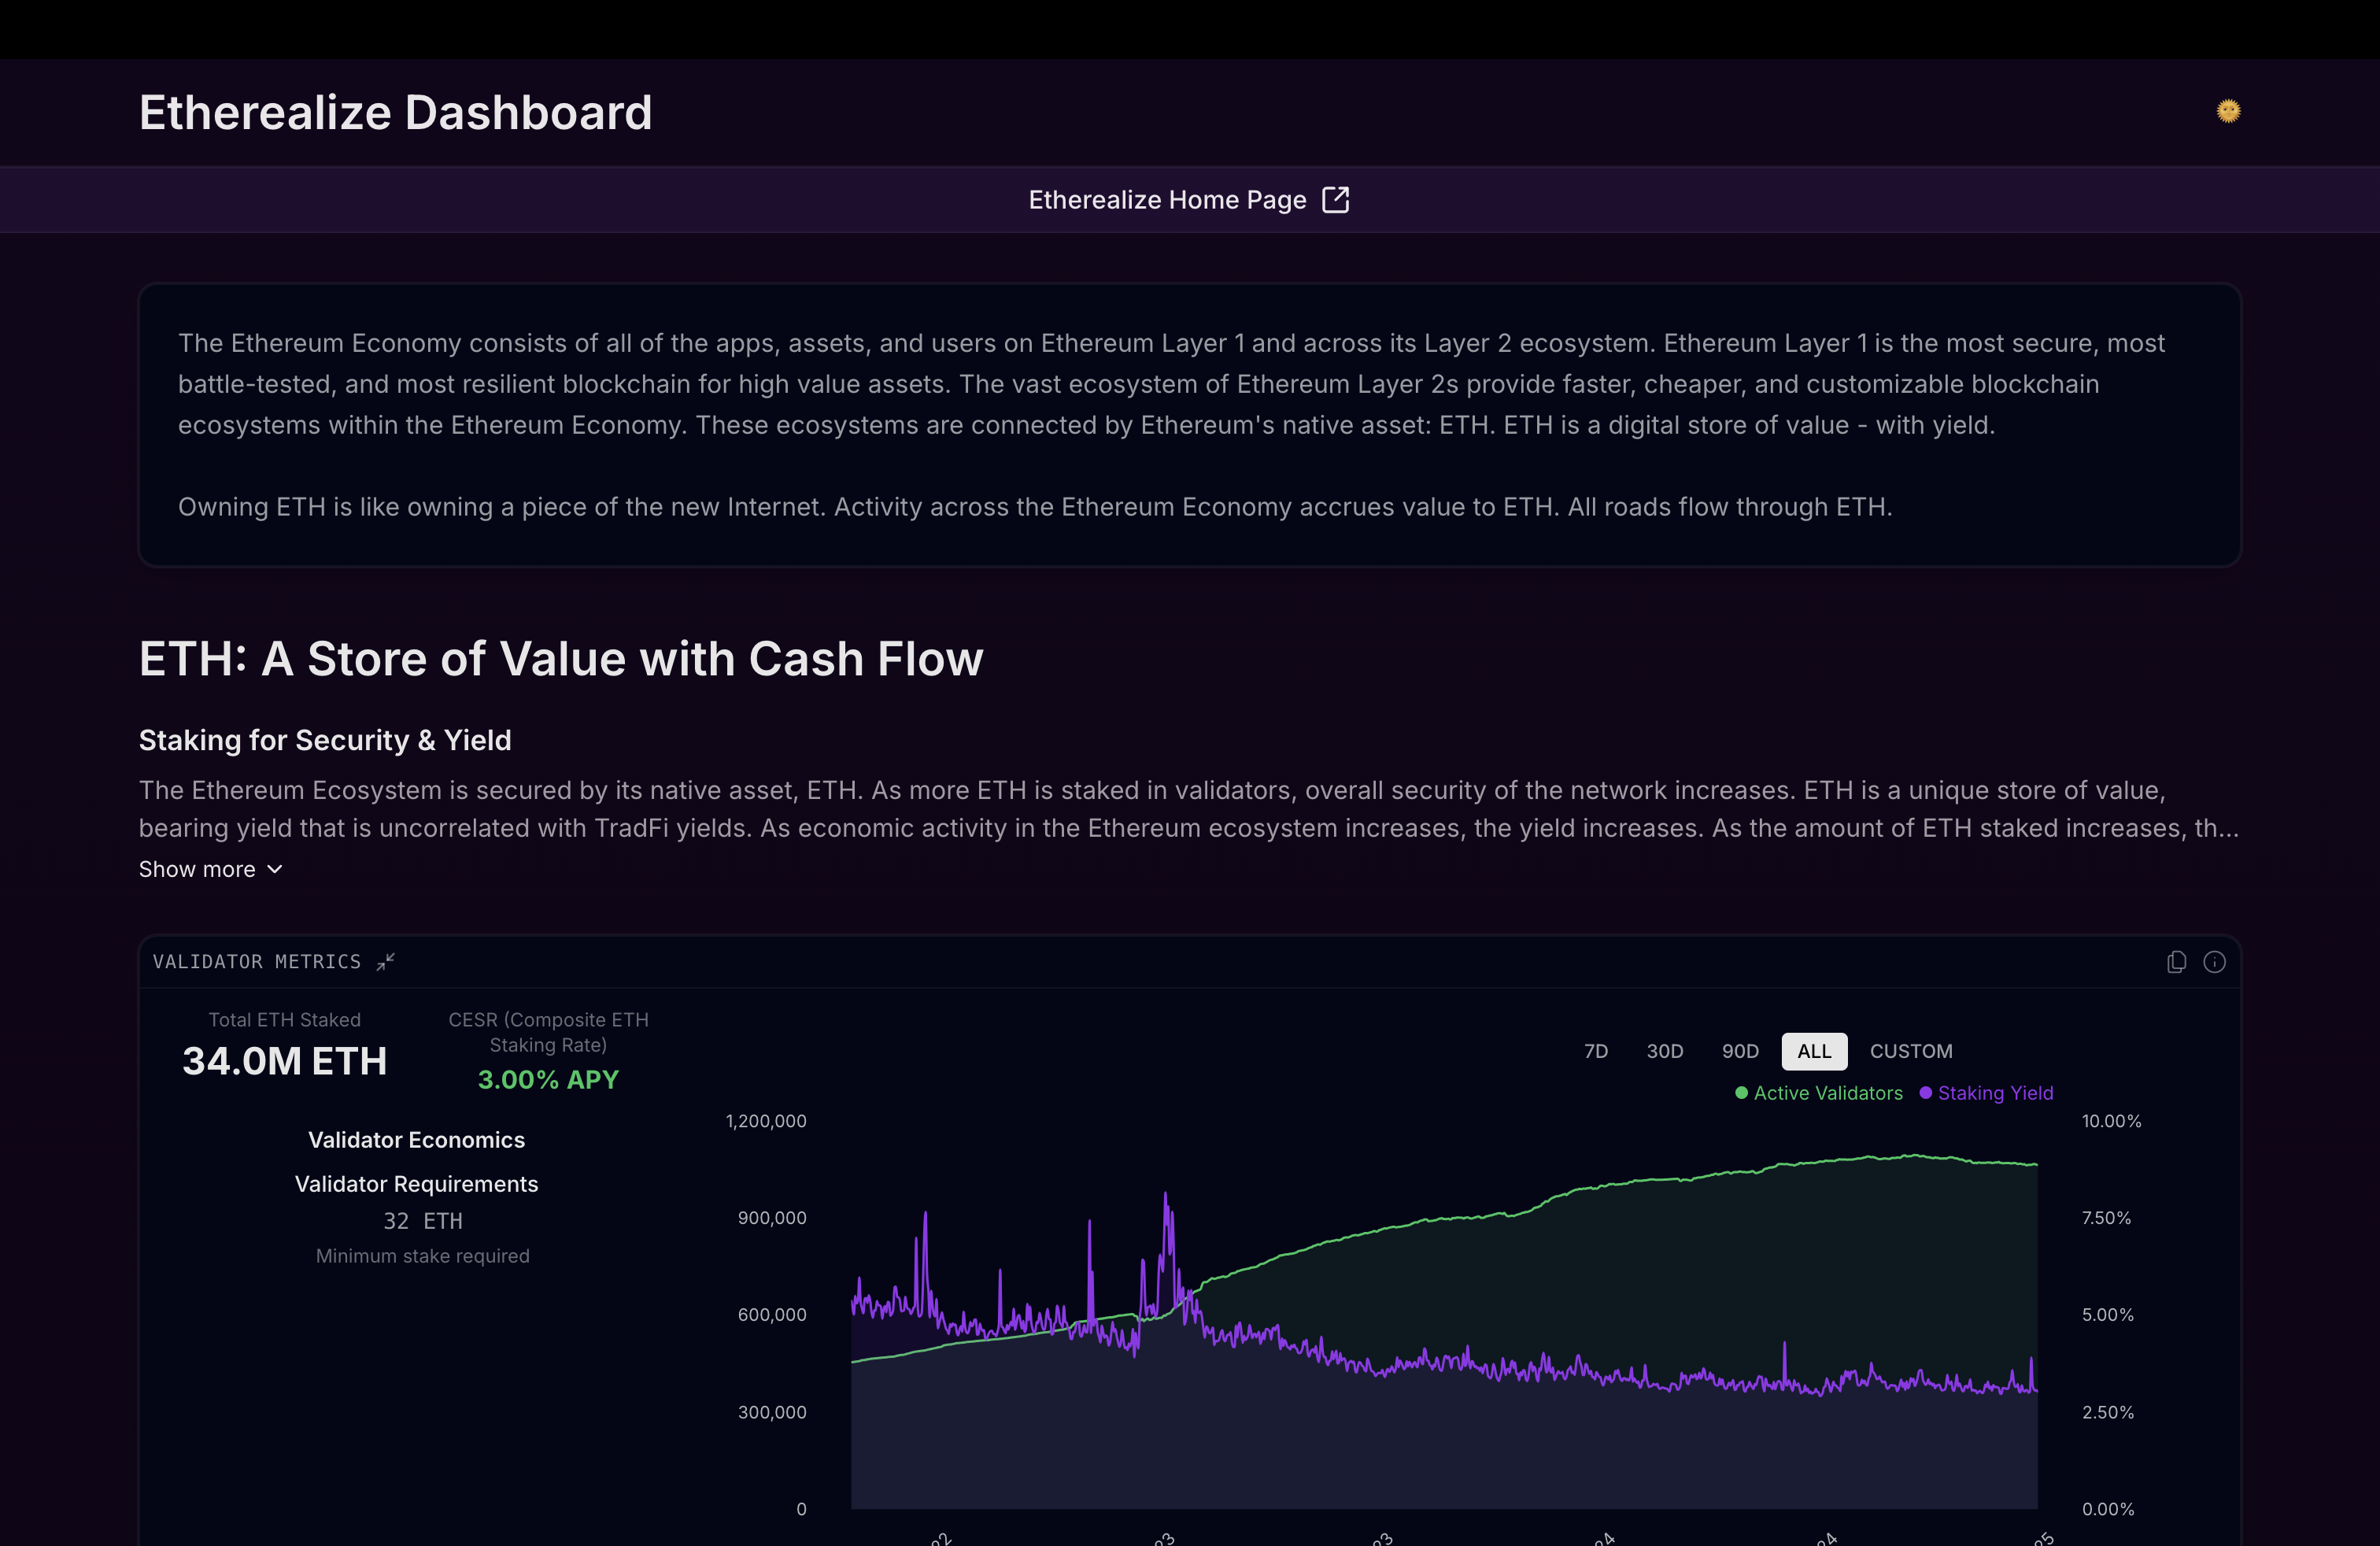 Etherealize Dashboard
Etherealize Home Page
The Ethereum Economy consists of all of the apps, assets, and users on Ethereum Layer 1 and across its Layer 2 ecosystem. Ethereum Layer 1 is the most secure, most
battle-tested, and most resilient blockchain for high value assets. The vast ecosystem of Ethereum Layer 2s provide faster, cheaper, and customizable blockchain
ecosystems within the Ethereum Economy. These ecosystems are connected by Ethereum's native asset: ETH. ETH is a digital store of value - with yield.
Owning ETH is like owning a piece of the new Internet. Activity across the Ethereum Economy accrues value to ETH. All roads flow through ETH.
ETH: A Store of Value with Cash Flow
Staking for Security & Yield
The Ethereum Ecosystem is secured by its native asset, ETH. As more ETH is staked in validators, overall security of the network increases. ETH is a unique store of value,
bearing yield that is uncorrelated with TradFi yields. As economic activity in the Ethereum ecosystem increases, the yield increases. As the amount of ETH staked increases, th...
Show more
VALIDATOR METRICS
Total ETH Staked
34.0M ETH
CESR (Composite ETH
Staking Rate)
3.00% APY
Validator Economics
Validator Requirements
32 ETH
Minimum stake required
7D 30D 90D ALL CUSTOM
Active Validators Staking Yield
1,200,000 10.00%
900,000 7.50%
600,000 5.00%
300,000 2.50%
0 0.00%